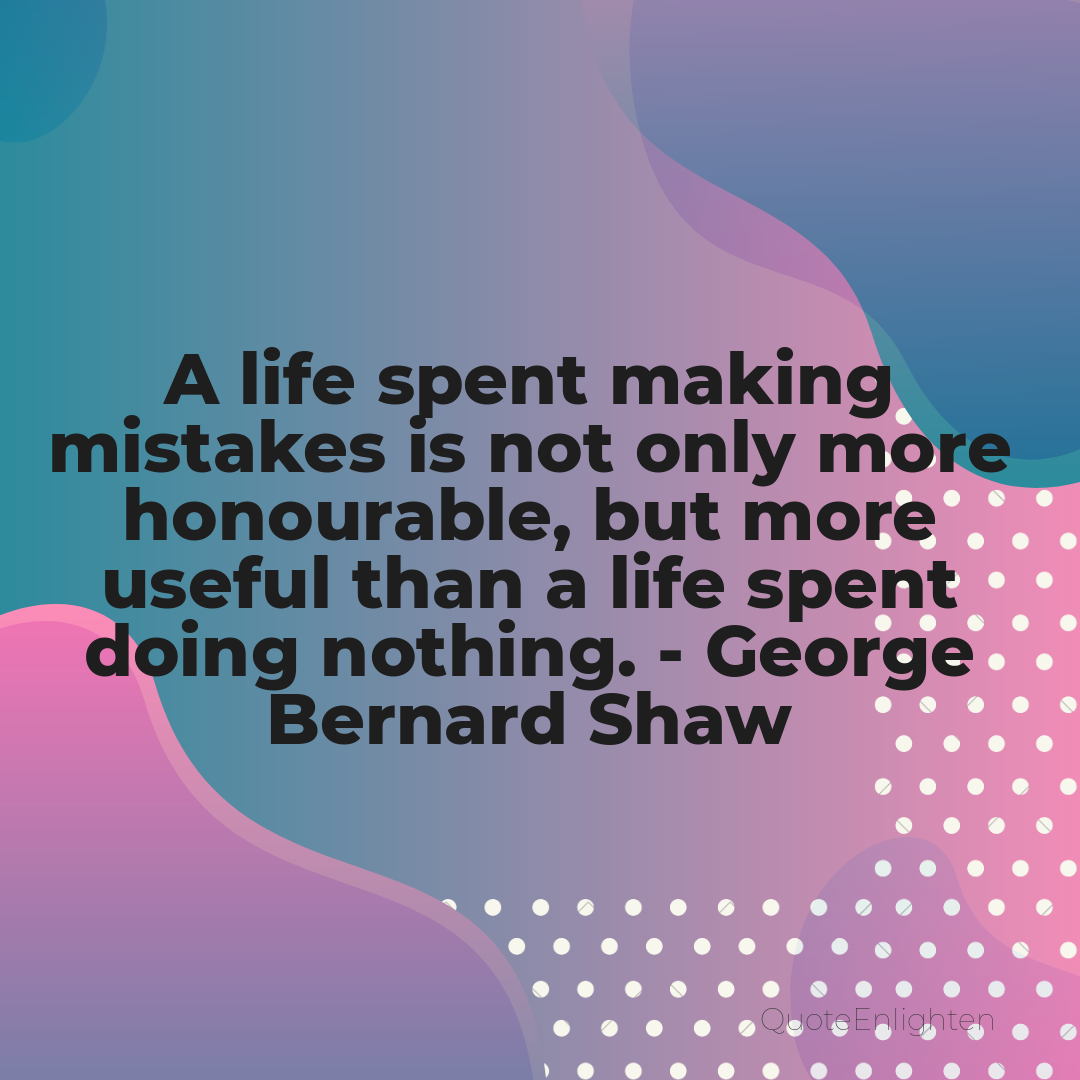 A life spent making
mistakes is not only more
honourable, but more
useful than a life spent
doing nothing. - George
Bernard Shaw
QuoteEnlighten